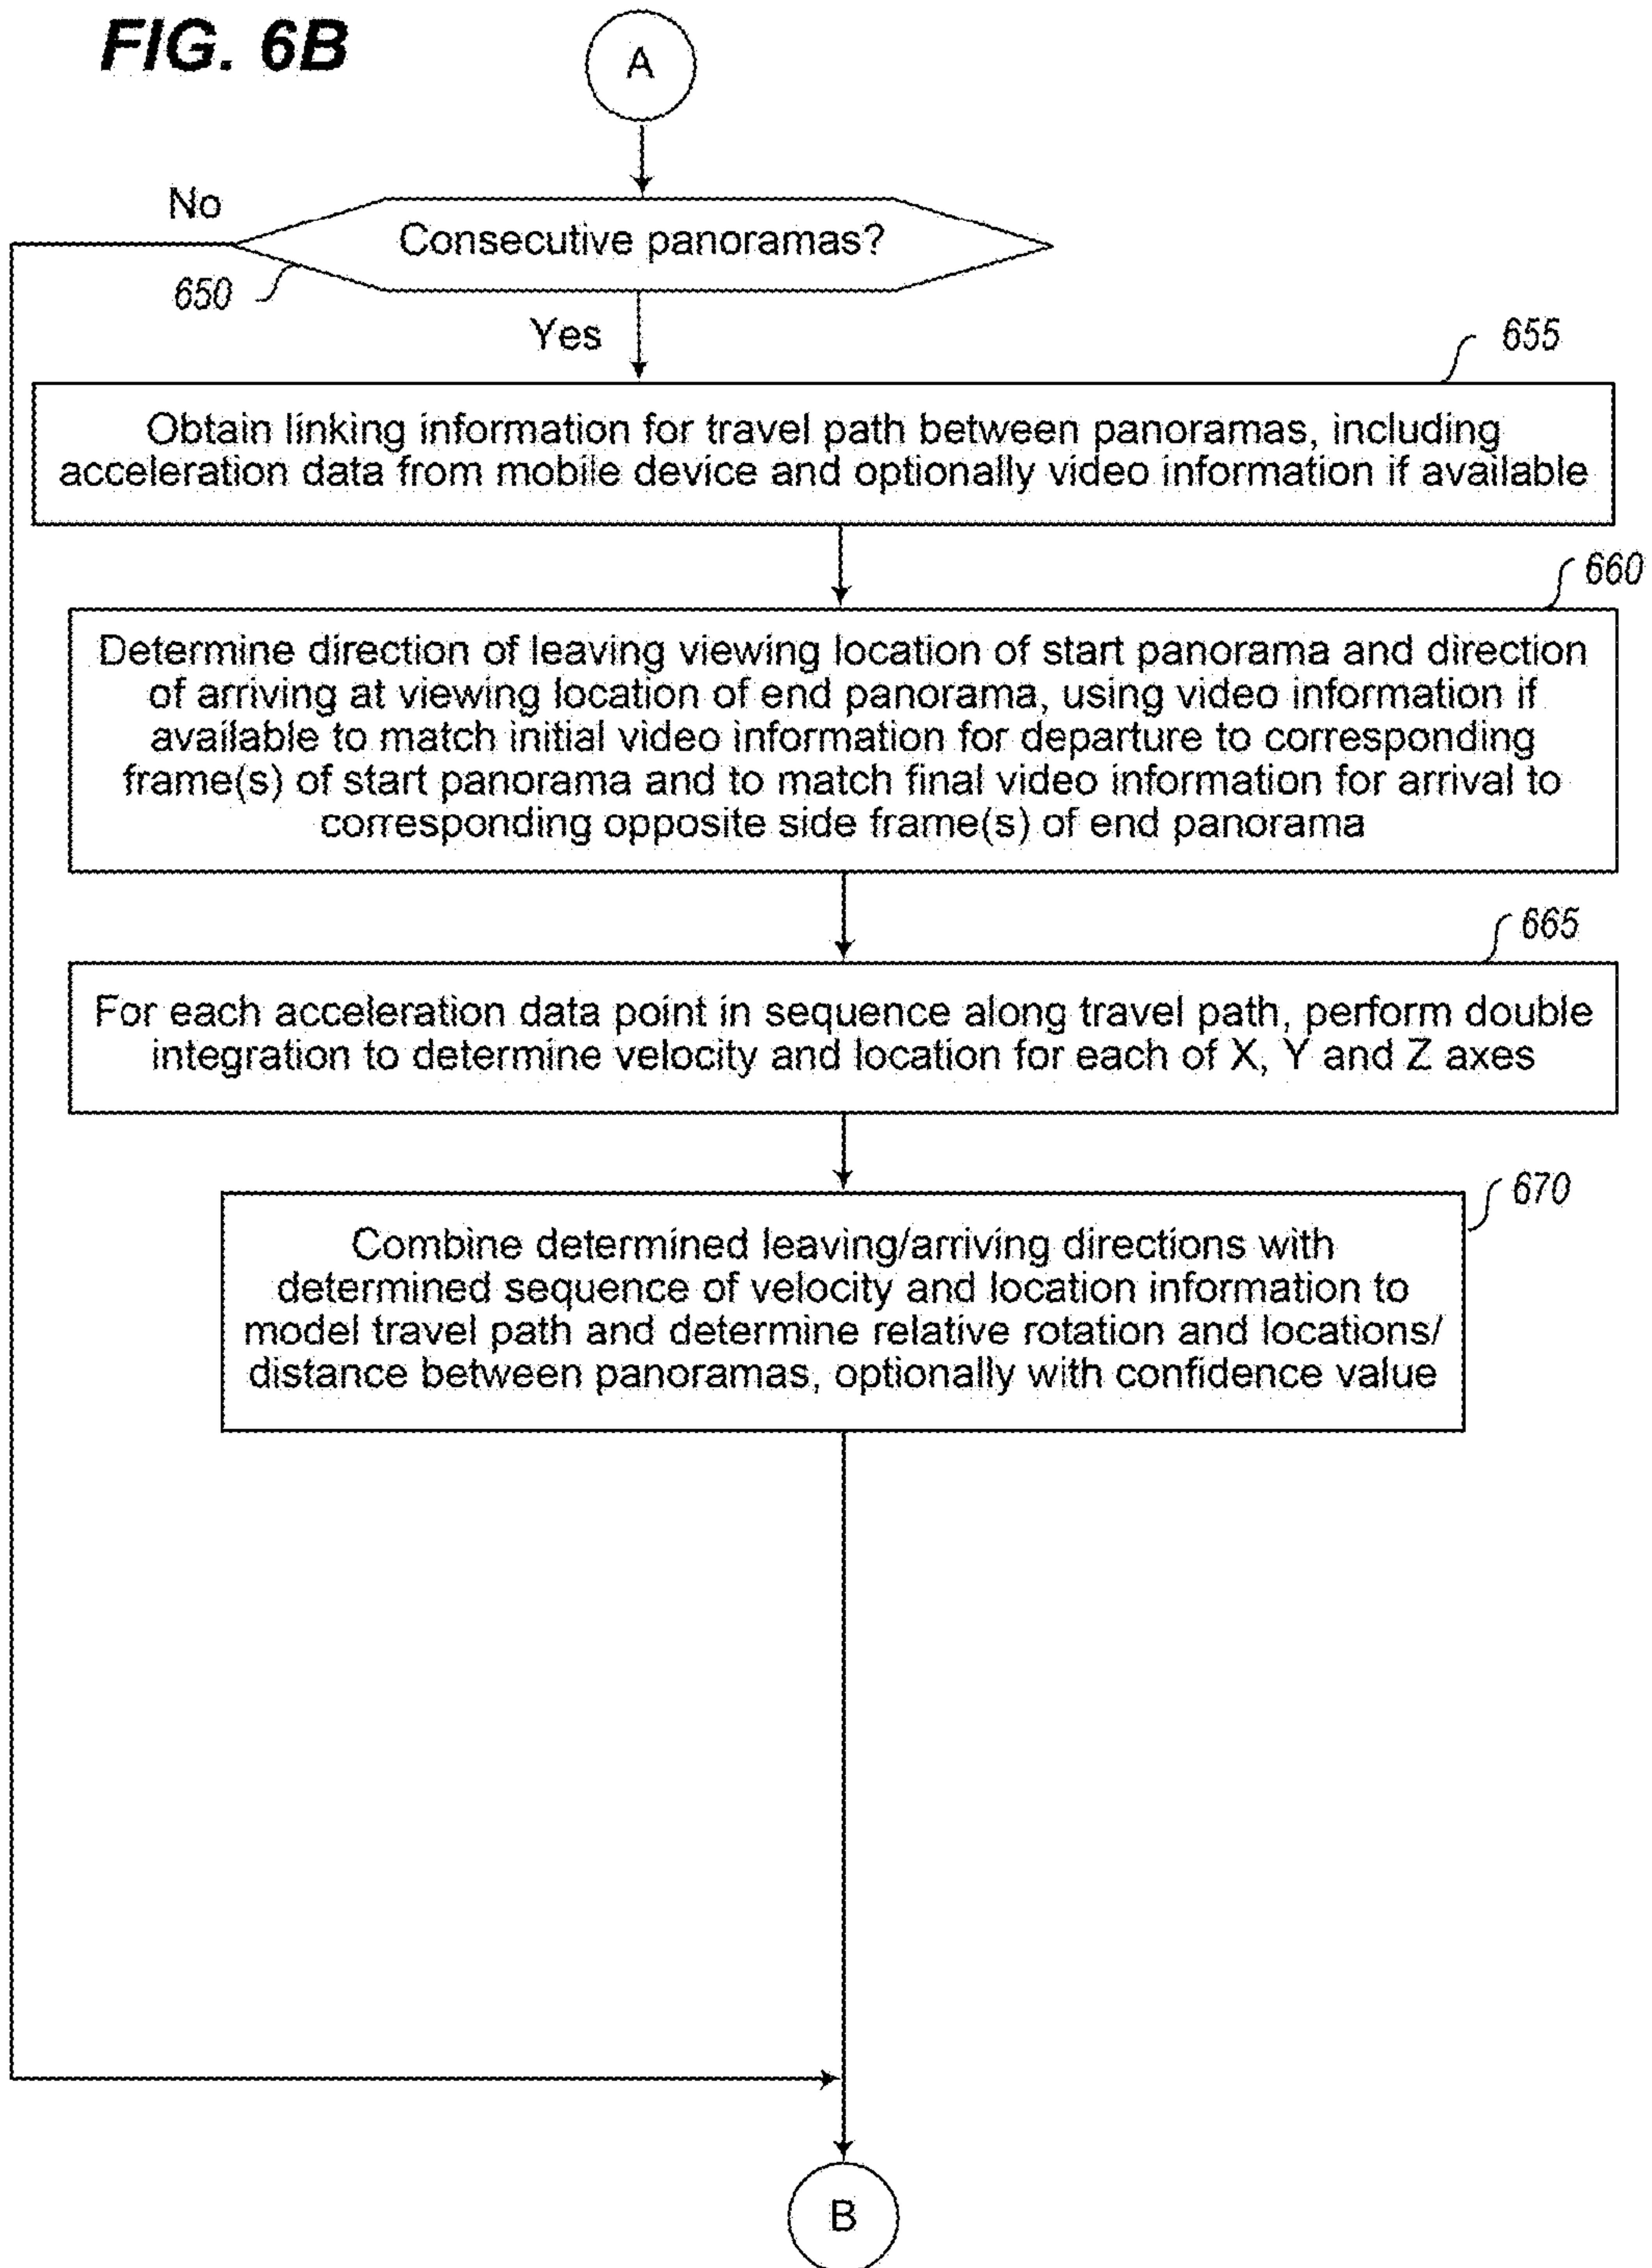 FIG. 6B
A
No
Consecutive panoramas?
650
Yes
655
Obtain linking information for travel path between panoramas, including
acceleration data from mobile device and optionally video information if available
660
Determine direction of leaving viewing location of start panorama and direction
of arriving at viewing location of end panorama, using video information if
available to match initial video information for departure to corresponding
frame(s) of start panorama and to match final video information for arrival to
corresponding opposite side frame(s) of end panorama
665
For each acceleration data point in sequence along travel path, perform double
integration to determine velocity and location for each of X, Y and Z axes
670
Combine determined leaving/arriving directions with
determined sequence of velocity and location information to
model travel path and determine relative rotation and locations/
distance between panoramas, optionally with confidence value
B